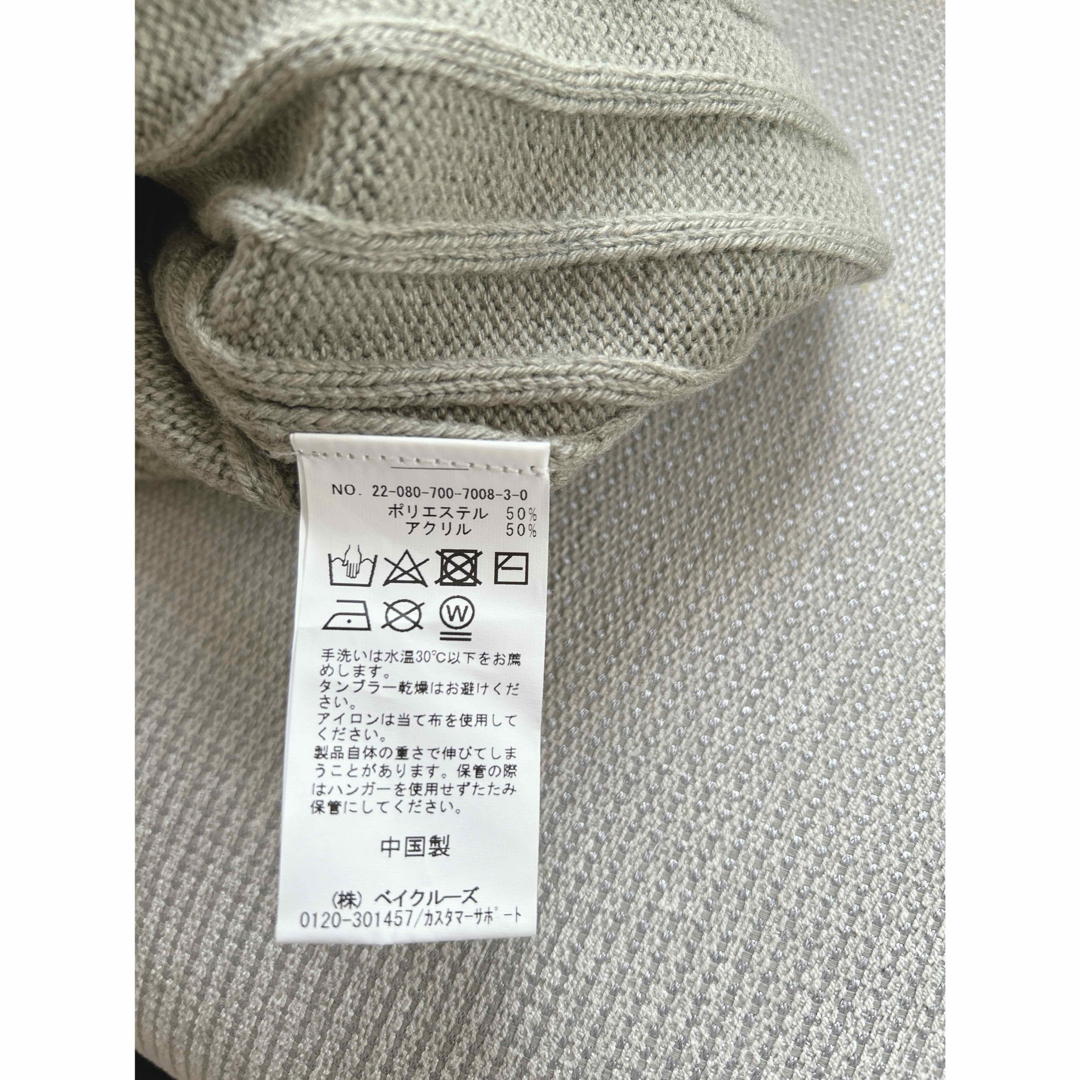 NO. 22-080-700-7008-3-0
ポリエステル 50%
アクリル 50%
W
手洗いは水温30℃以下をお薦
めします。
タンブラー乾燥はお避けくだ
さい。
アイロンは当て布を使用して
ください。
製品自体の重さで伸びてしま
うことがあります。保管の際
はハンガーを使用せずたたみ
保管にしてください。
中国製
(株) ベイクルーズ
0120-301457/ｶｽﾀﾏｰｻﾎﾟｰﾄ